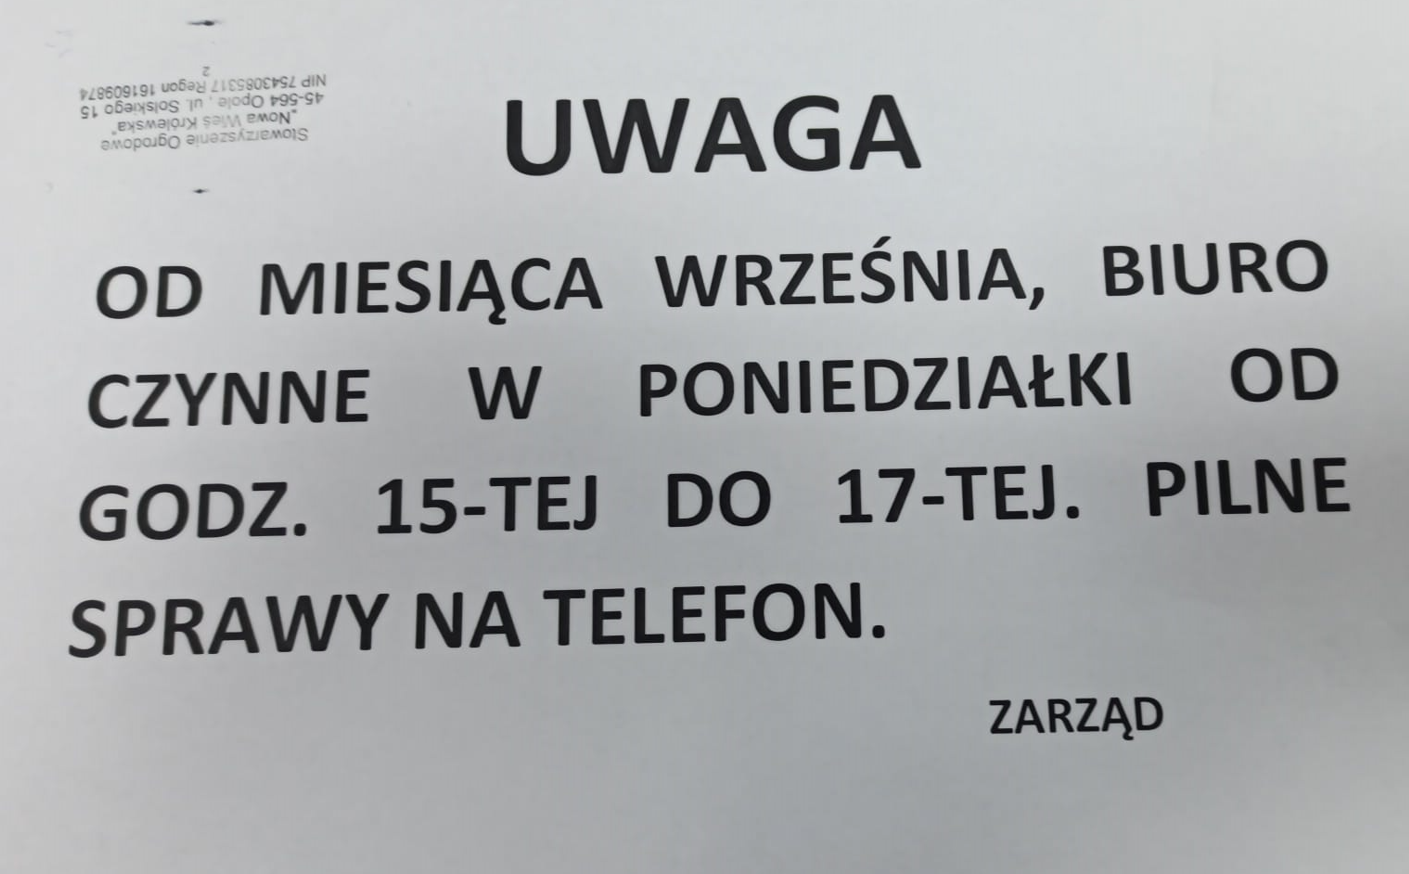 Stowarzyszenie Ogrodowe
„Nowa Wieś Królewska"
45-564 Opole , ul. Solskiego 15
NIP 7543085317 Regon 161609874
2
UWAGA
OD MIESIĄCA WRZEŚNIA, BIURO
CZYNNE W PONIEDZIAŁKI OD
GODZ. 15-TEJ DO 17-TEJ. PILNE
SPRAWY NA TELEFON.
ZARZĄD